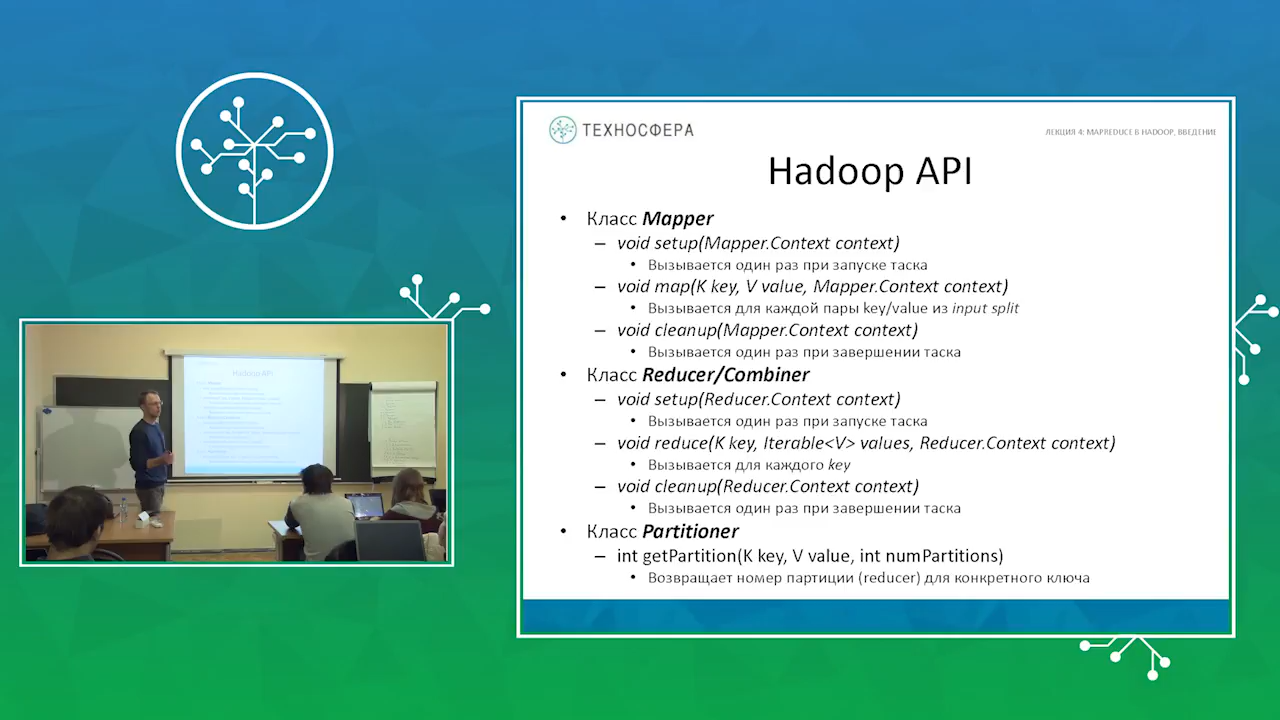 ТЕХНОСФЕРА
ЛЕКЦИЯ 4: MAPREDUCE В HADOOP, ВВЕДЕНИЕ
Hadoop API
• Класс Mapper
– void setup(Mapper.Context context)
• Вызывается один раз при запуске таска
– void map(K key, V value, Mapper.Context context)
• Вызывается для каждой пары key/value из input split
– void cleanup(Mapper.Context context)
• Вызывается один раз при завершении таска
• Класс Reducer/Combiner
– void setup(Reducer.Context context)
• Вызывается один раз при запуске таска
– void reduce(K key, Iterable<V> values, Reducer.Context context)
• Вызывается для каждого key
– void cleanup(Reducer.Context context)
• Вызывается один раз при завершении таска
• Класс Partitioner
– int getPartition(K key, V value, int numPartitions)
• Возвращает номер партиции (reducer) для конкретного ключа
Hadoop API